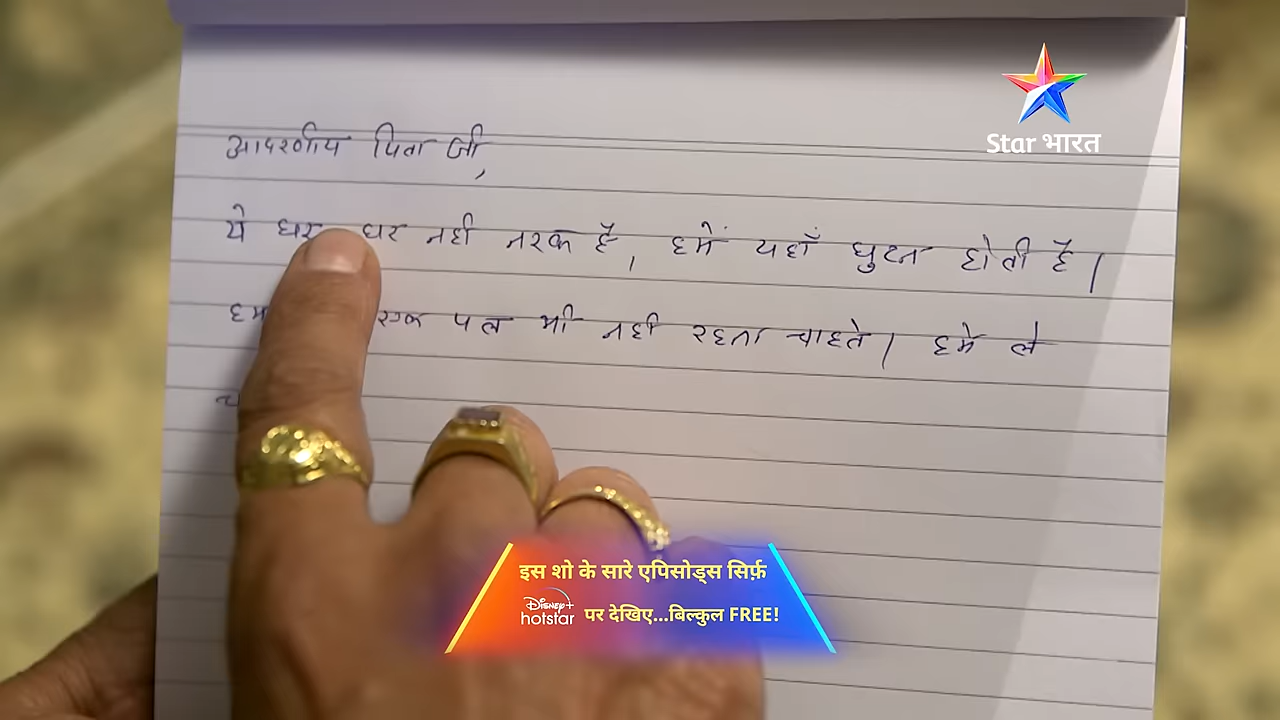 Star भारत
आदरणीय पिता जी,
ये घर घर नही नरक है, हमें यहाँ घुटन होती है।
एक पल भी नही रहना चाहते। हमे ले
इस शो के सारे एपिसोड्स सिर्फ़
Disney+ hotstar पर देखिए...बिल्कुल FREE!